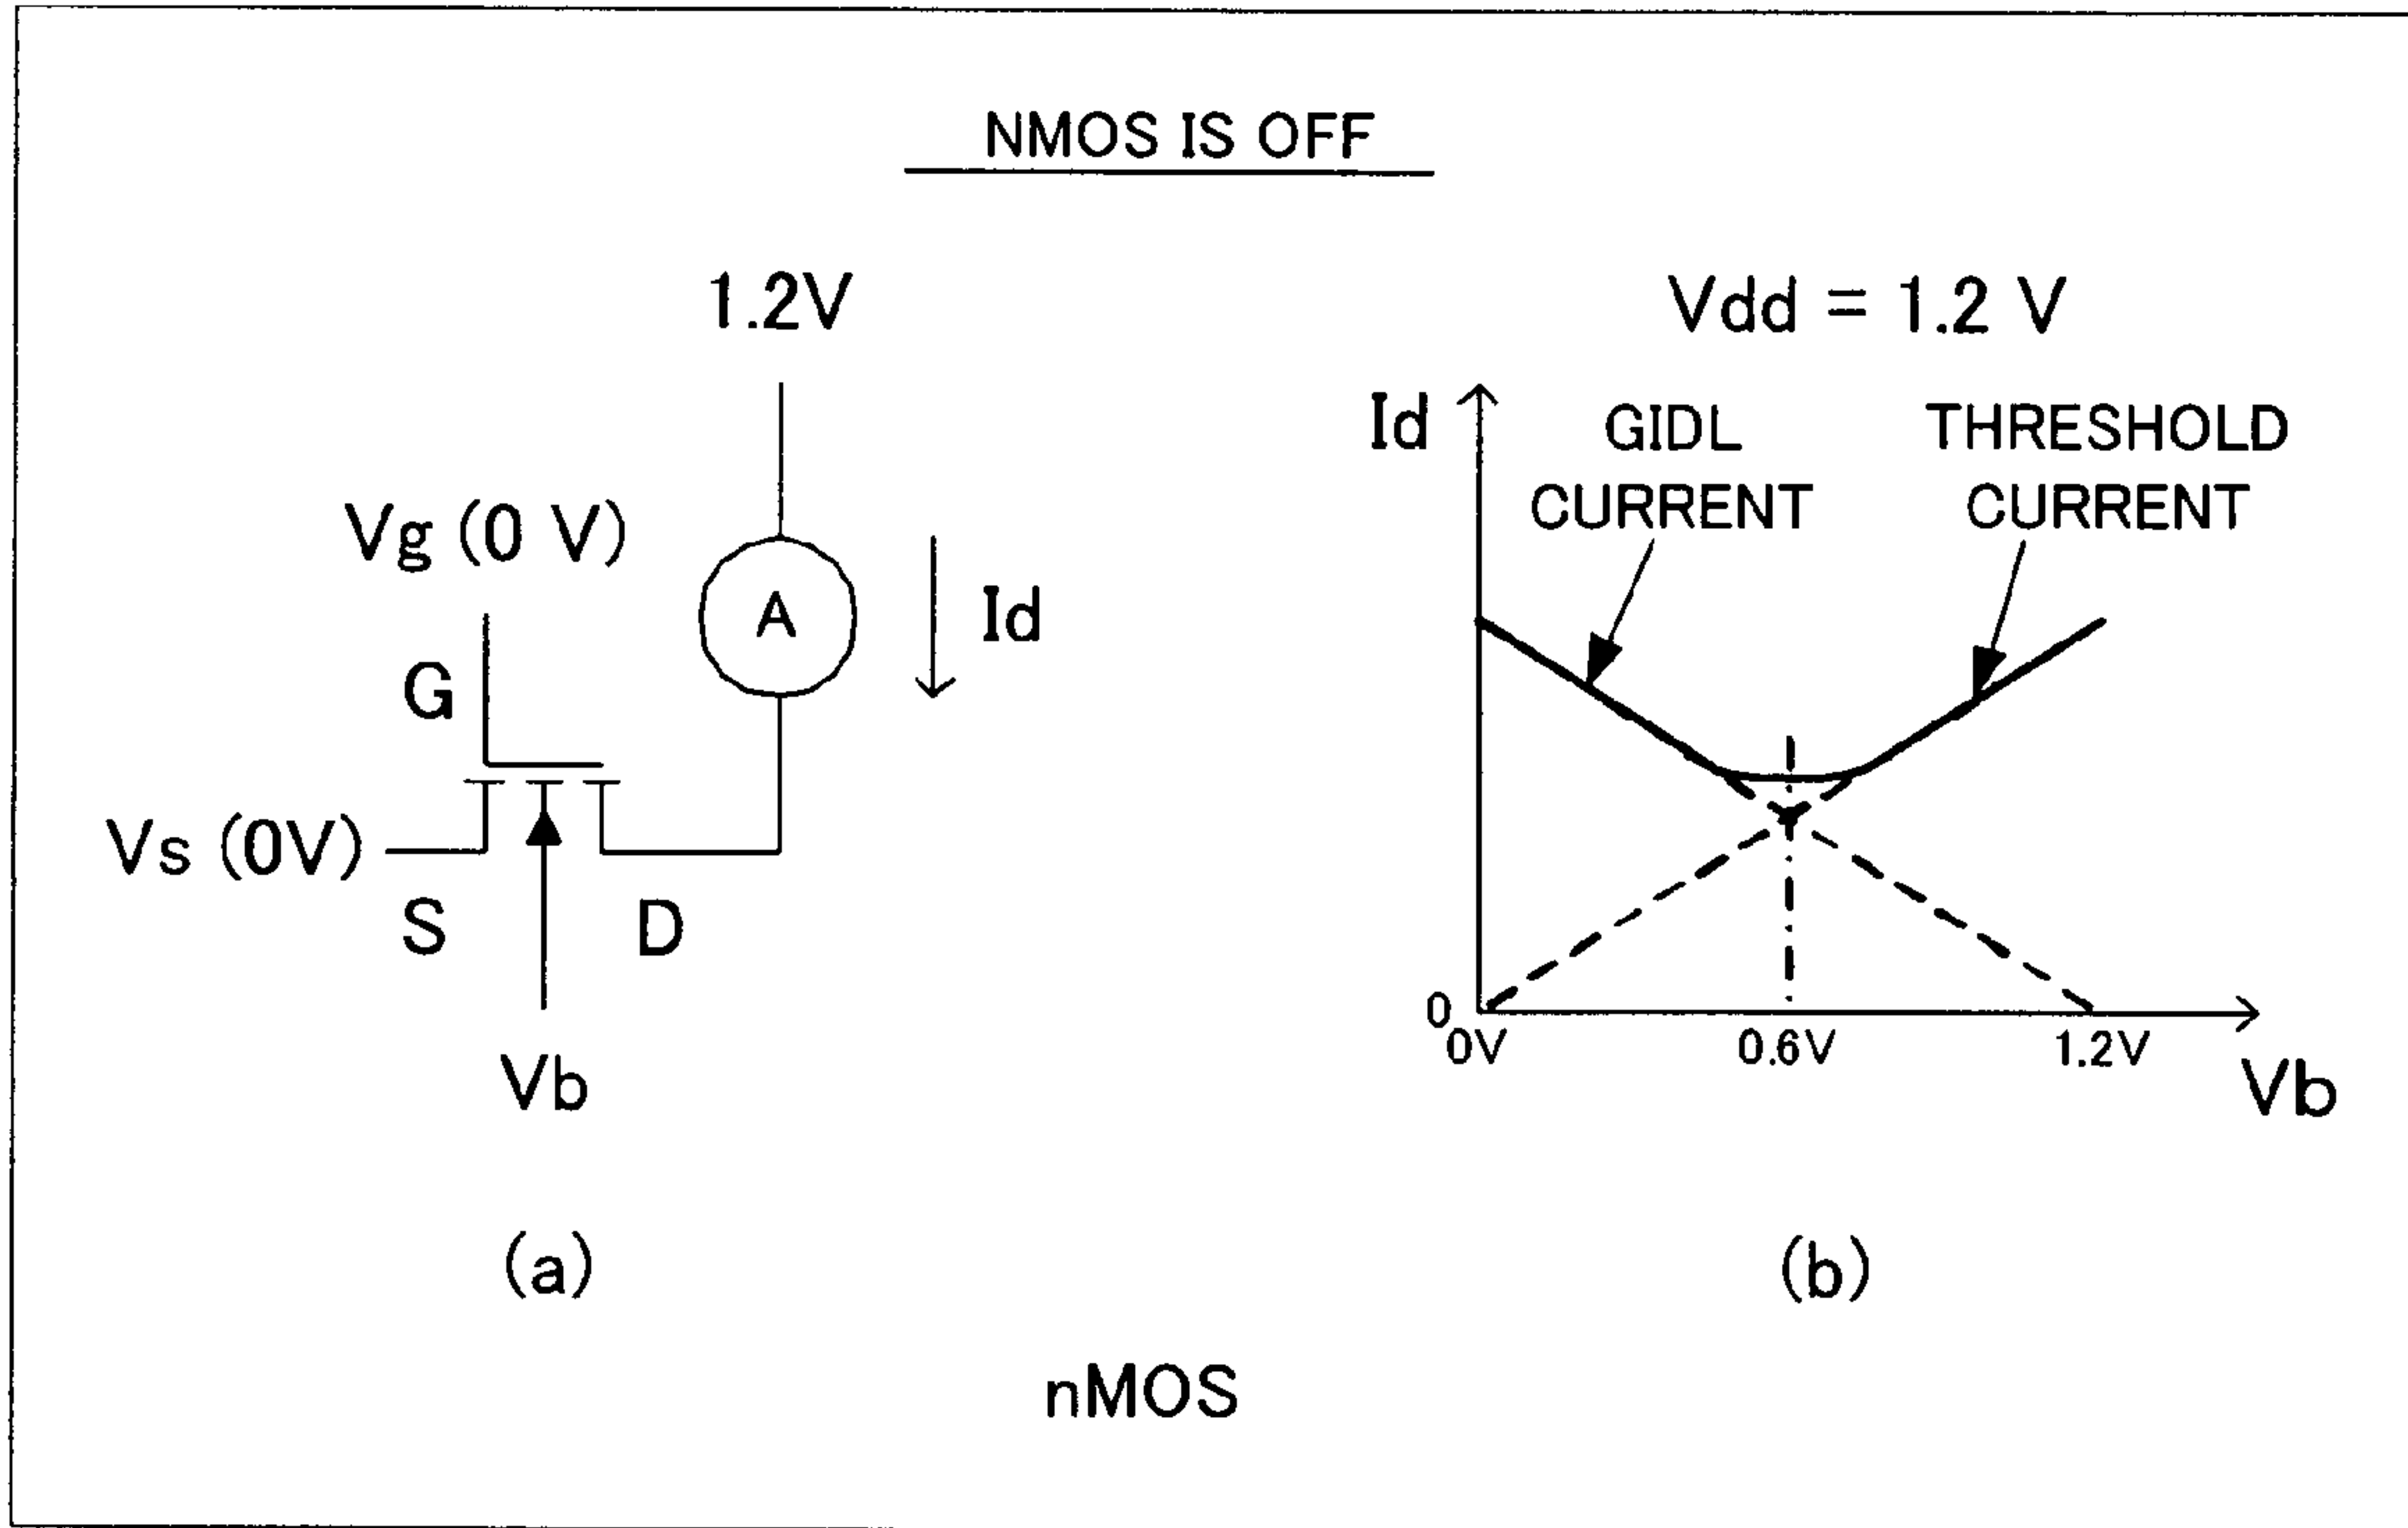 NMOS IS OFF
1.2V
Vg (0 V)
A
Id
G
Vs (0V)
S
D
Vb
(a)
Vdd = 1.2 V
Id
GIDL
CURRENT
THRESHOLD
CURRENT
0
0V
0.6V
1.2V
Vb
(b)
nMOS